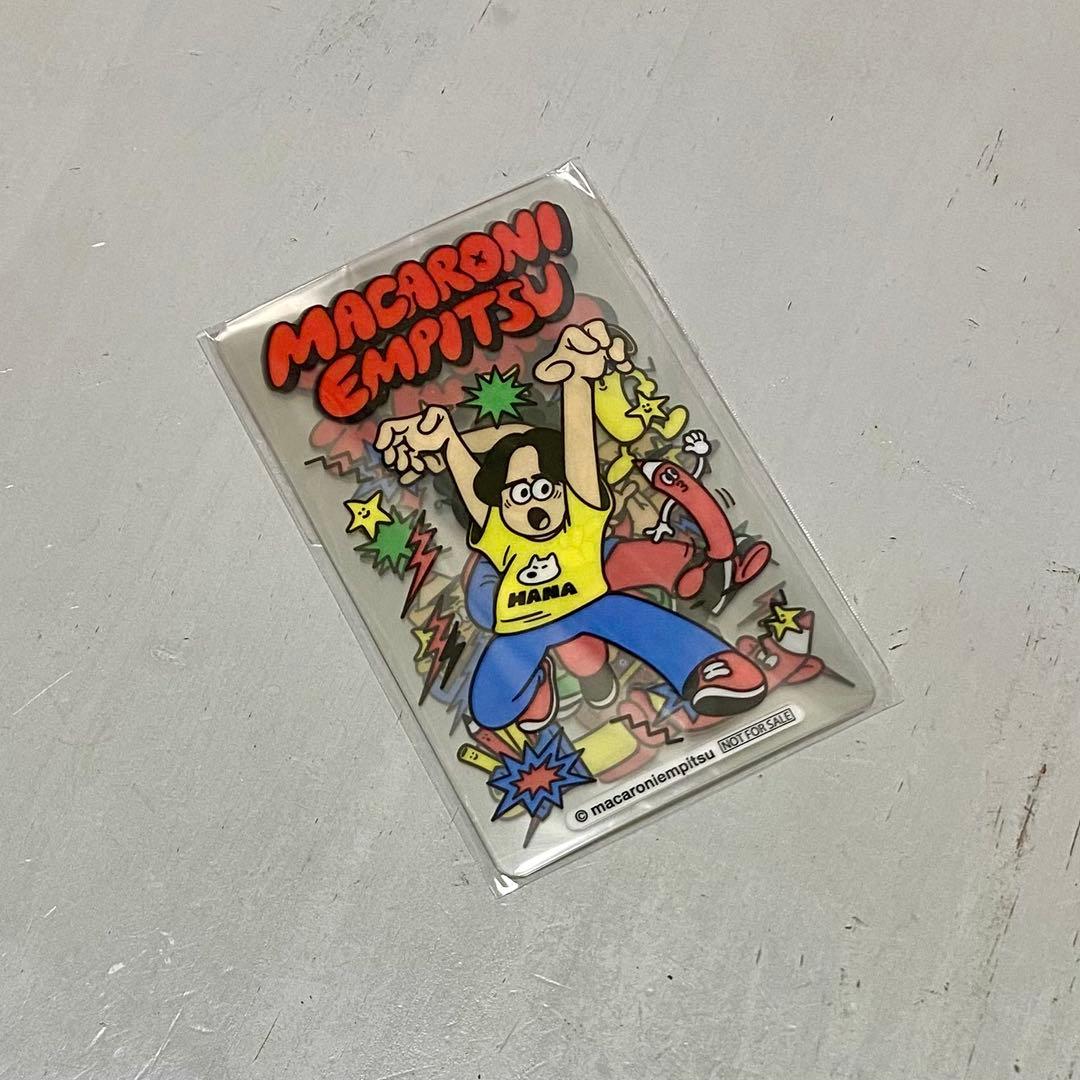 MACARONI
EMPITSU
HANA
© macaroniempitsu NOT FOR SALE